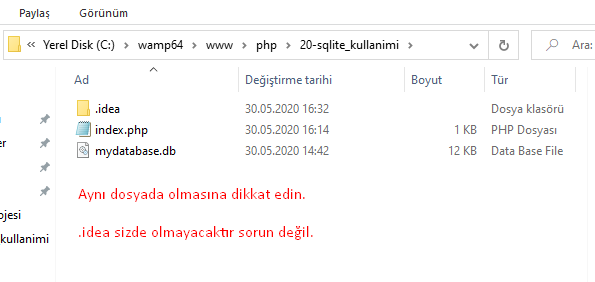 Paylaş Görünüm
« Yerel Disk (C:) › wamp64 › www › php › 20-sqlite_kullanimi › Ara:
Ad Değiştirme tarihi Boyut Tür
.idea 30.05.2020 16:32 Dosya klasörü
index.php 30.05.2020 16:14 1 KB PHP Dosyası
mydatabase.db 30.05.2020 14:42 12 KB Data Base File
Aynı dosyada olmasına dikkat edin.
.idea sizde olmayacaktır sorun değil.
kullanimi